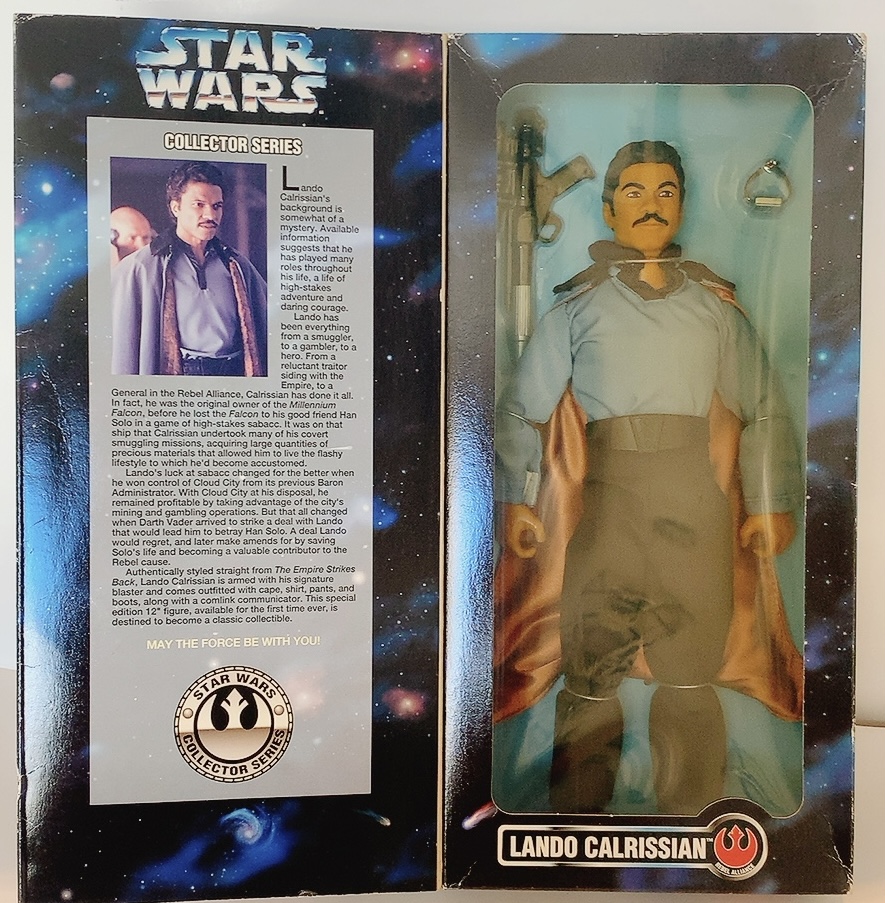 STAR
WARS
COLLECTOR SERIES
Lando
Calrissian's
background is
somewhat of a
mystery. Available
information
suggests that he
has played many
roles throughout
his life, a life of
high-stakes
adventure and
daring courage.
Lando has
been everything
from a smuggler,
to a gambler, to a
hero. From a
reluctant traitor
siding with the
Empire, to a
General in the Rebel Alliance, Calrissian has done it all.
In fact, he was the original owner of the Millennium
Falcon, before he lost the Falcon to his good friend Han
Solo in a game of high-stakes sabacc. It was on that
ship that Calrissian undertook many of his covert
smuggling missions, acquiring large quantities of
precious materials that allowed him to live the flashy
lifestyle to which he'd become accustomed.
Lando's luck at sabacc changed for the better when
he won control of Cloud City from its previous Baron
Administrator. With Cloud City at his disposal, he
remained profitable by taking advantage of the city's
mining and gambling operations. But that all changed
when Darth Vader arrived to strike a deal with Lando
that would lead him to betray Han Solo. A deal Lando
would regret, and later make amends for by saving
Solo's life and becoming a valuable contributor to the
Rebel cause.
Authentically styled straight from The Empire Strikes
Back, Lando Calrissian is armed with his signature
blaster and comes outfitted with cape, shirt, pants, and
boots, along with a comlink communicator. This special
edition 12" figure, available for the first time ever, is
destined to become a classic collectible.
MAY THE FORCE BE WITH YOU!
STAR WARS
COLLECTOR SERIES
LANDO CALRISSIAN™
REBEL ALLIANCE